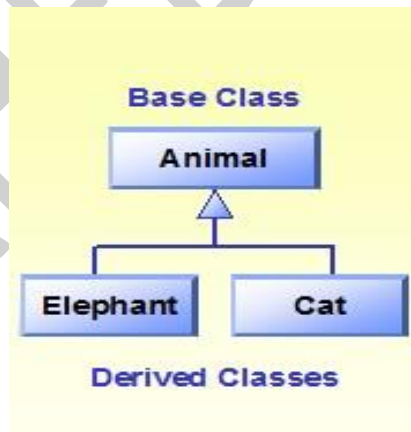 Base Class
Animal
Elephant Cat
Derived Classes